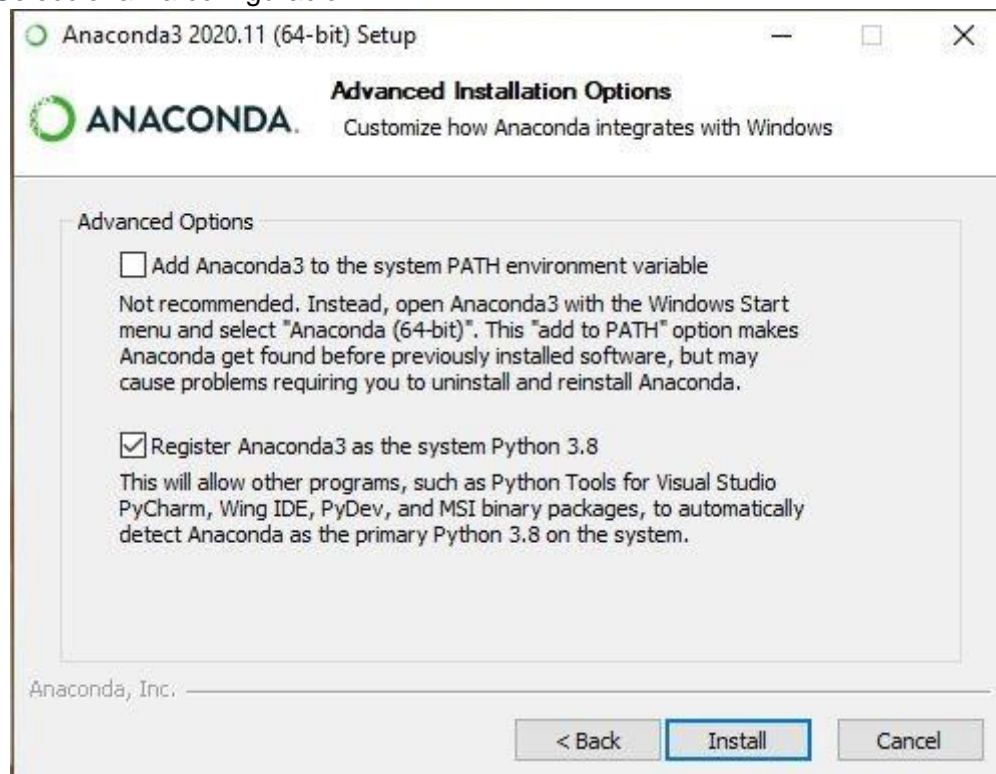 Anaconda3 2020.11 (64-bit) Setup
ANACONDA.
Advanced Installation Options
Customize how Anaconda integrates with Windows
Advanced Options
Add Anaconda3 to the system PATH environment variable
Not recommended. Instead, open Anaconda3 with the Windows Start
menu and select "Anaconda (64-bit)". This "add to PATH" option makes
Anaconda get found before previously installed software, but may
cause problems requiring you to uninstall and reinstall Anaconda.
Register Anaconda3 as the system Python 3.8
This will allow other programs, such as Python Tools for Visual Studio
PyCharm, Wing IDE, PyDev, and MSI binary packages, to automatically
detect Anaconda as the primary Python 3.8 on the system.
Anaconda, Inc.
< Back
Install
Cancel